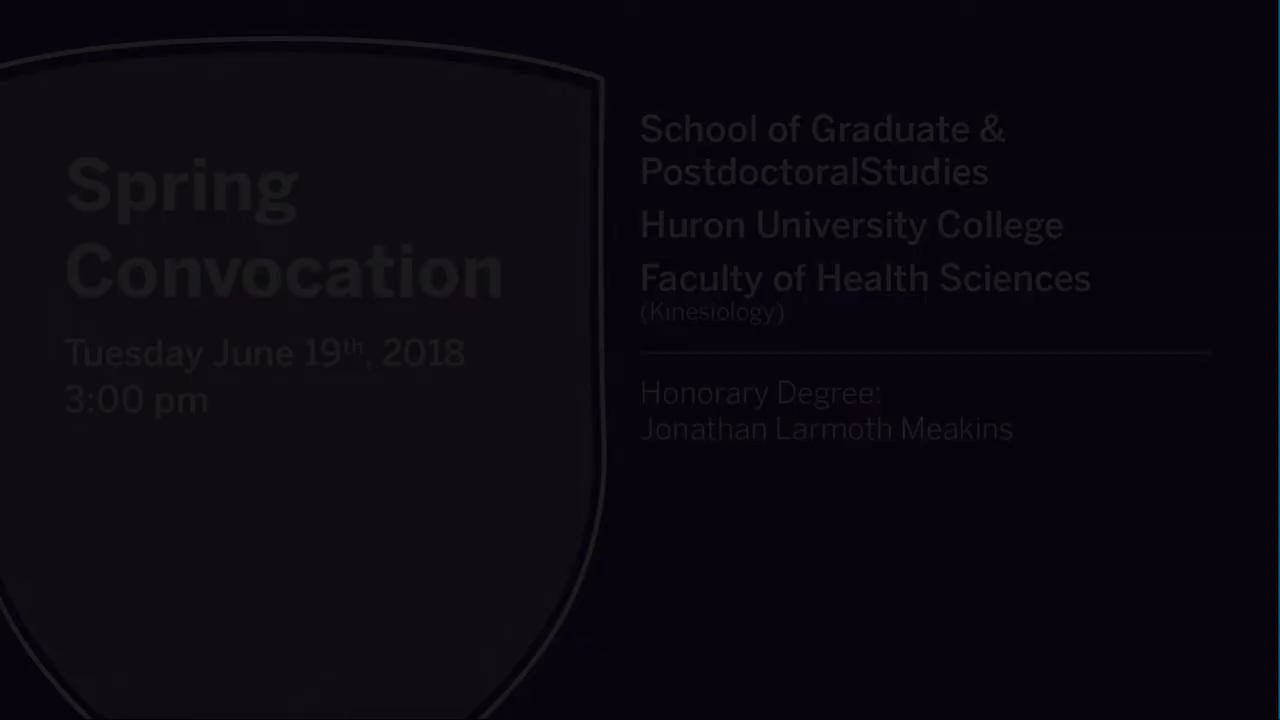 Spring
Convocation
Tuesday June 19th, 2018
3:00 pm
School of Graduate &
PostdoctoralStudies
Huron University College
Faculty of Health Sciences
(Kinesiology)
Honorary Degree:
Jonathan Larmoth Meakins